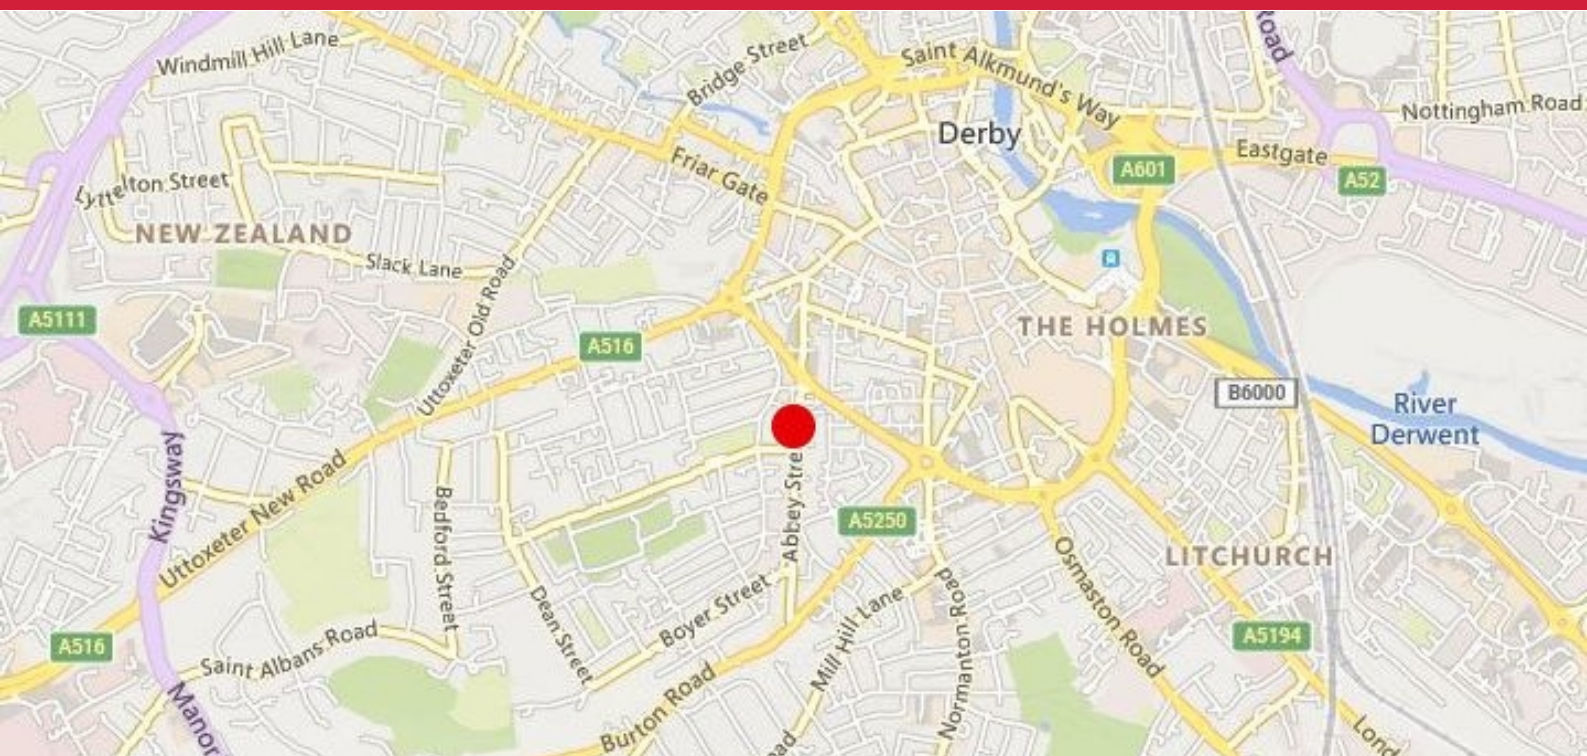 Windmill Hill Lane
Bridge Street
Saint Alkmund's Way
Road
Nottingham Road
Derby
Eastgate
A601
A52
Friar Gate
Lyttelton Street
NEW ZEALAND
Slack Lane
Uttoxeter Old Road
A5111
A516
THE HOLMES
B6000
River
Derwent
Kingsway
Uttoxeter New Road
Bedford Street
Abbey Stre
A5250
LITCHURCH
Dean Street
Boyer Street
Mill Hill Lane
Normanton Road
Osmaston Road
A5194
A516
Saint Albans Road
Manor
Burton Road
oad
Lond